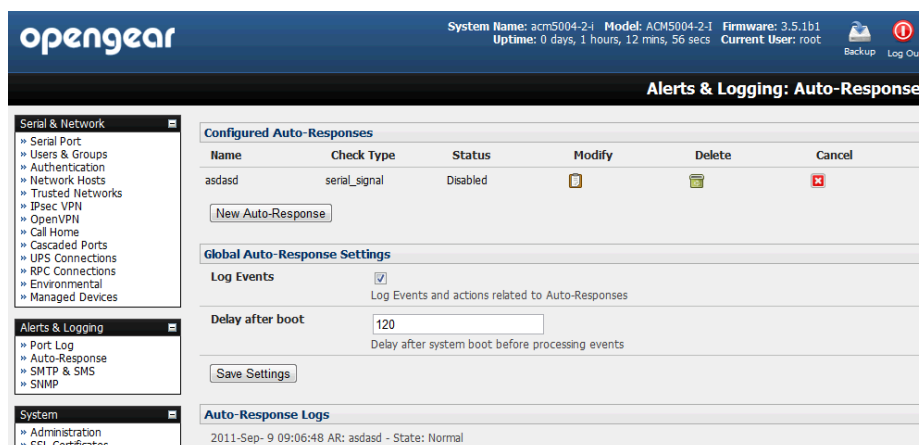 opengear
System Name: acm5004-2-i Model: ACM5004-2-I Firmware: 3.5.1b1
Uptime: 0 days, 1 hours, 12 mins, 56 secs Current User: root
Backup
Log Ou
Alerts & Logging: Auto-Response
Serial & Network
» Serial Port
» Users & Groups
» Authentication
» Network Hosts
» Trusted Networks
» IPsec VPN
» OpenVPN
» Call Home
» Cascaded Ports
» UPS Connections
» RPC Connections
» Environmental
» Managed Devices
Alerts & Logging
» Port Log
» Auto-Response
» SMTP & SMS
» SNMP
System
» Administration
» SSL Certificates
Configured Auto-Responses
Name Check Type Status Modify Delete Cancel
asdasd serial_signal Disabled
New Auto-Response
Global Auto-Response Settings
Log Events
Log Events and actions related to Auto-Responses
Delay after boot
120
Delay after system boot before processing events
Save Settings
Auto-Response Logs
2011-Sep- 9 09:06:48 AR: asdasd - State: Normal